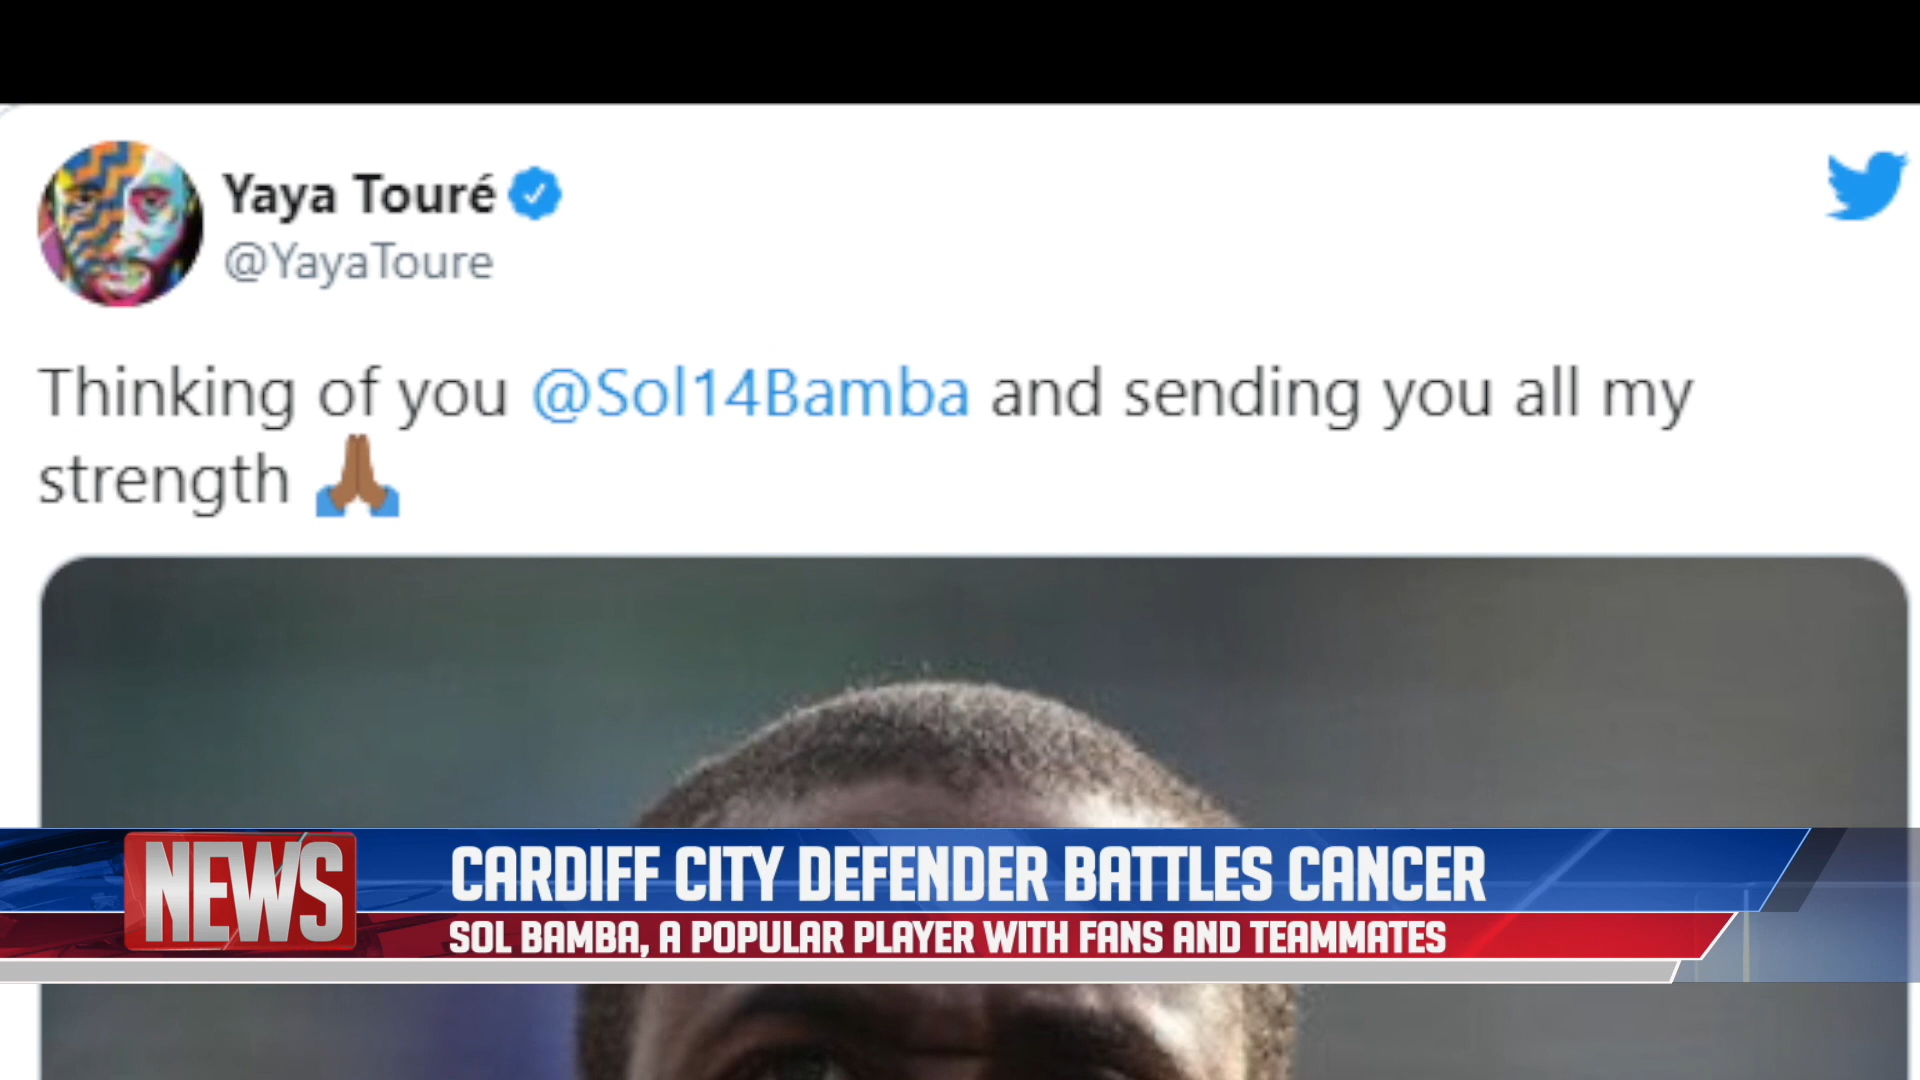 Yaya Touré
@YayaToure
Thinking of you @Sol14Bamba and sending you all my
strength 🙏🏾
NEWS
CARDIFF CITY DEFENDER BATTLES CANCER
SOL BAMBA, A POPULAR PLAYER WITH FANS AND TEAMMATES